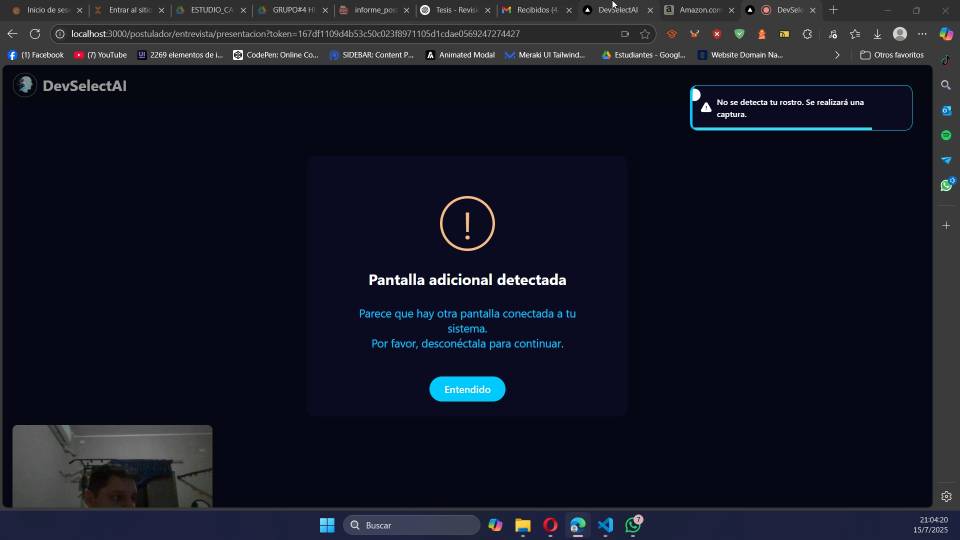 Inicio de ses
Entrar al sitio
ESTUDIO_CA
GRUPO#4 H
informe_pos
Tesis - Revisi
Recibidos (4
DevSelectAI
Amazon.com
DevSele
localhost:3000/postulador/entrevista/presentacion?token=167df1109d4b53c50c023f8971105d1cdae0569247274427
(1) Facebook
(7) YouTube
2269 elementos de i...
CodePen: Online Co...
SIDEBAR: Content P...
Animated Modal
Meraki UI Tailwind...
Estudiantes - Googl...
Website Domain Na...
Otros favoritos
DevSelectAI
No se detecta tu rostro. Se realizará una
captura.
Pantalla adicional detectada
Parece que hay otra pantalla conectada a tu
sistema.
Por favor, desconéctala para continuar.
Entendido
Buscar
7
21:04:20
15/7/2025